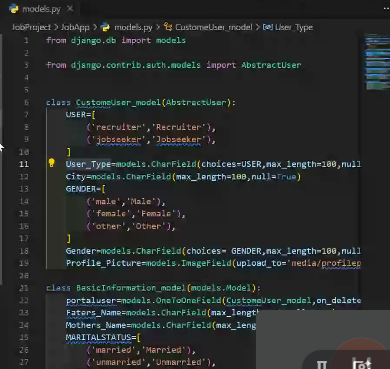 models.py
JobProject > JobApp > models.py > CustomeUser_model > User_Type
1 from django.db import models
2
3 from django.contrib.auth.models import AbstractUser
4
5
6 class CustomeUser_model(AbstractUser):
7 USER=[
8 ('recruiter','Recruiter'),
9 ('jobseeker','Jobseeker'),
10 ]
11 User_Type=models.CharField(choices=USER,max_length=100,null
12 City=models.CharField(max_length=100,null=True)
13 GENDER=[
14 ('male','Male'),
15 ('female','Female'),
16 ('other','Other'),
17 ]
18 Gender=models.CharField(choices= GENDER,max_length=100,null
19 Profile_Picture=models.ImageField(upload_to='media/profilep
20
21 class BasicInformation_model(models.Model):
22 portaluser=models.OneToOneField(CustomeUser_model,on_delete
23 Faters_Name=models.CharField(max_length=100,nul
24 Mothers_Name=models.CharField(max_leng
25 MARITALSTATUS=[
26 ('married','Married'),
27 ('unmarried','Unmarried'),